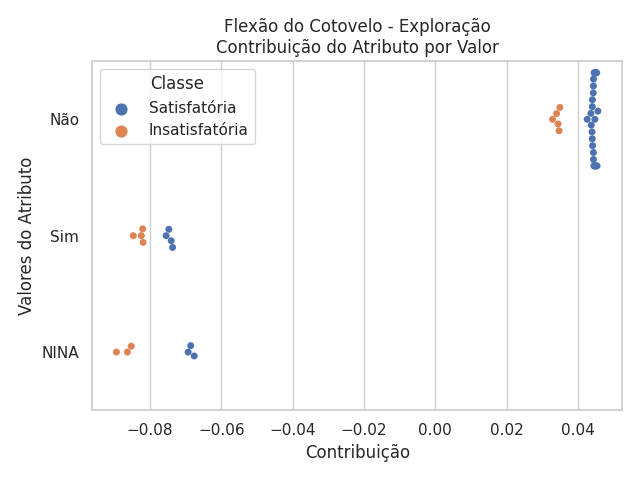 Flexão do Cotovelo - Exploração
Contribuição do Atributo por Valor
Classe
Satisfatória
Insatisfatória
Valores do Atributo
Não
Sim
NINA
−0.08 −0.06 −0.04 −0.02 0.00 0.02 0.04
Contribuição